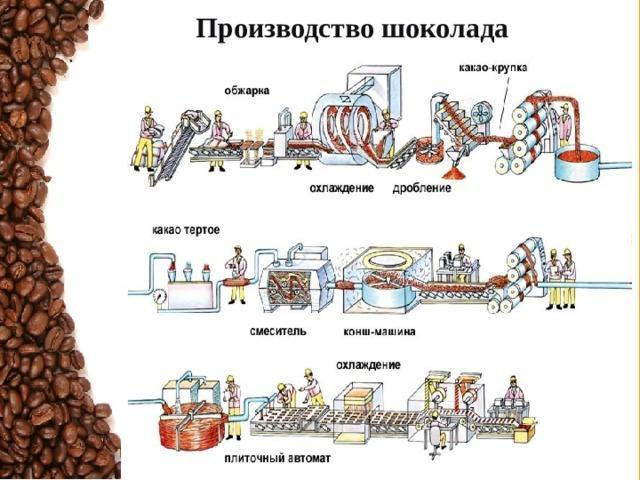 Производство шоколада
какао-крупка
обжарка
охлаждение
дробление
какао тертое
смеситель
конш-машина
охлаждение
плиточный автомат